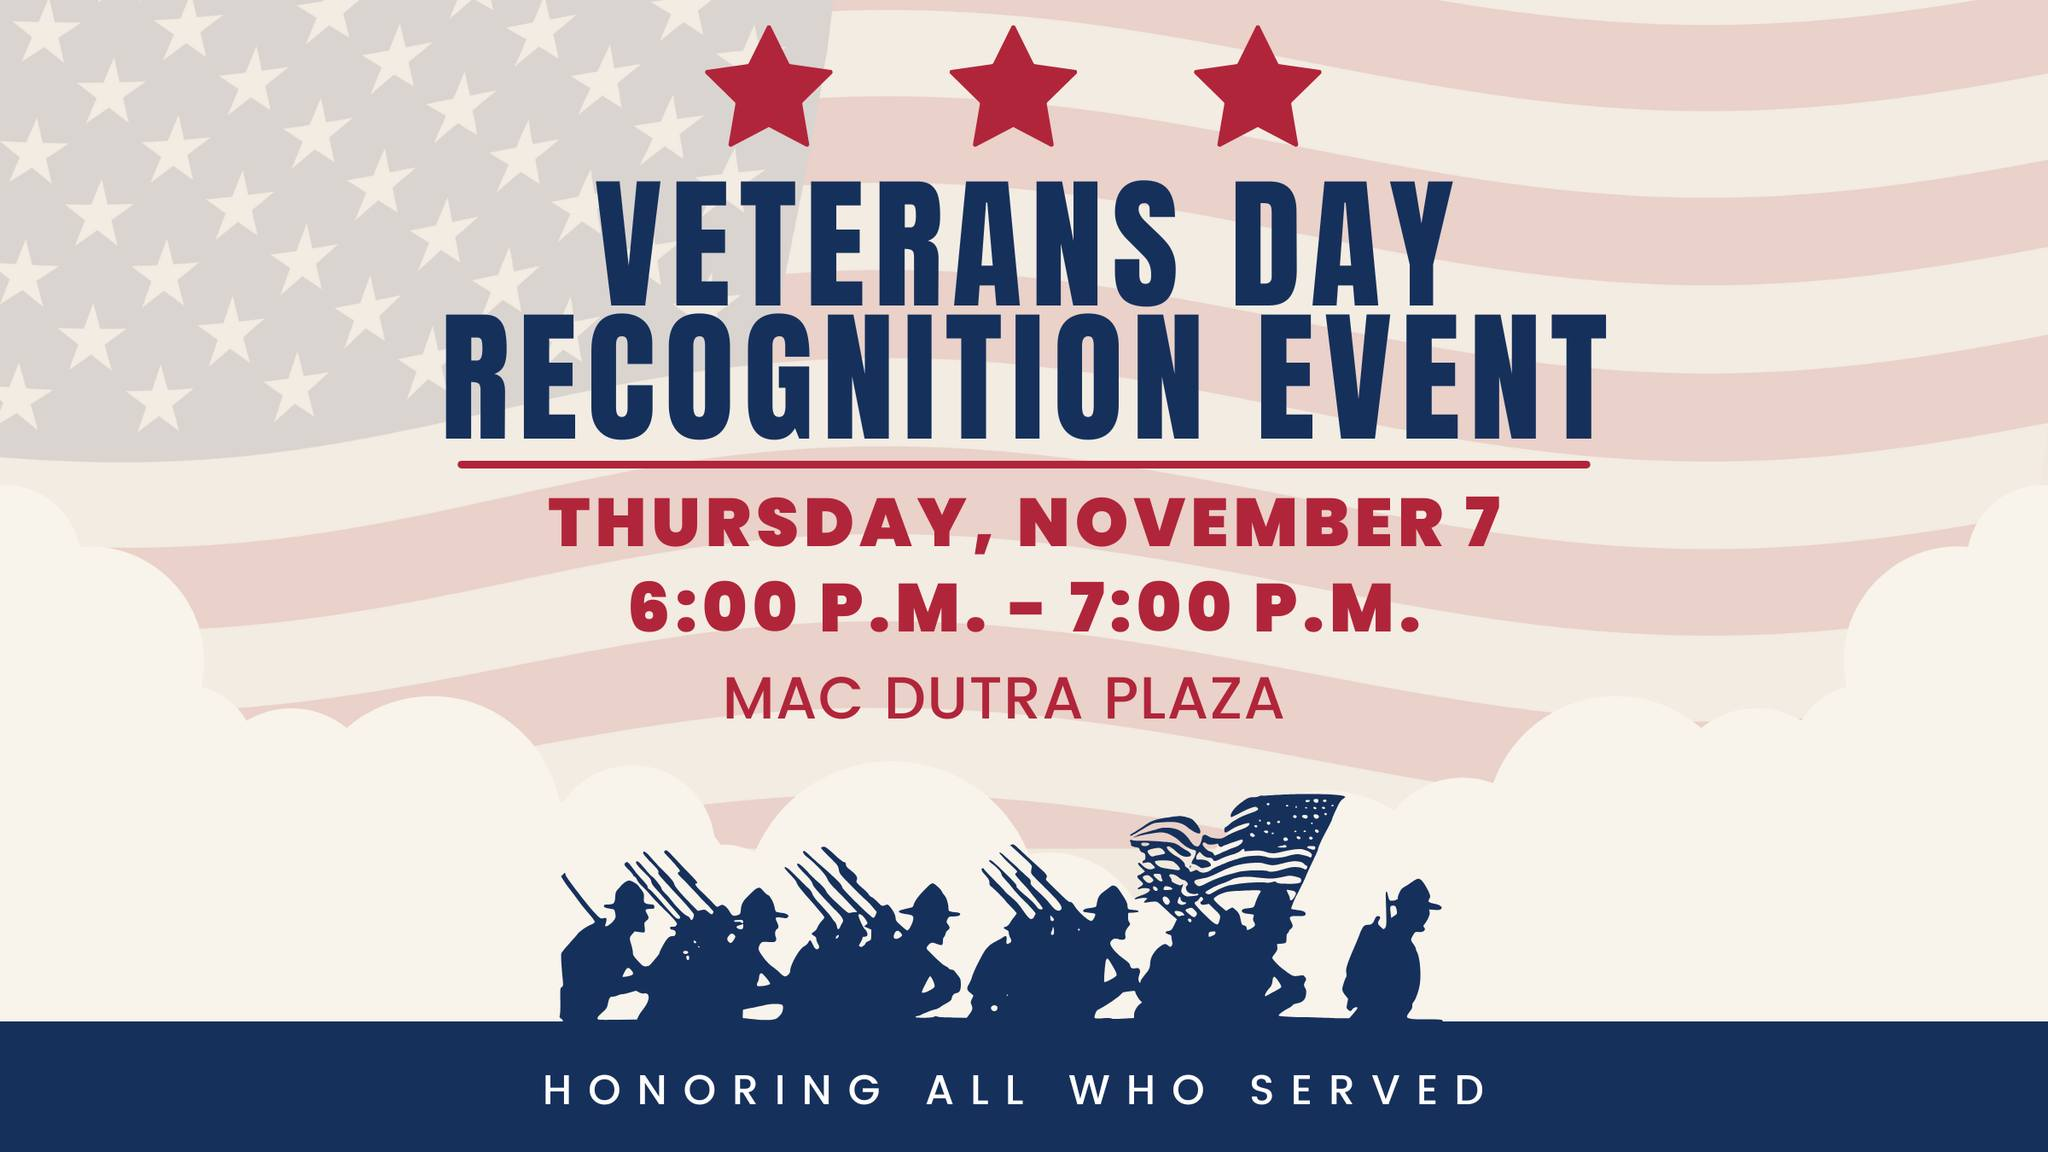 VETERANS DAY
RECOGNITION EVENT
THURSDAY, NOVEMBER 7
6:00 P.M. – 7:00 P.M.
MAC DUTRA PLAZA
HONORING ALL WHO SERVED